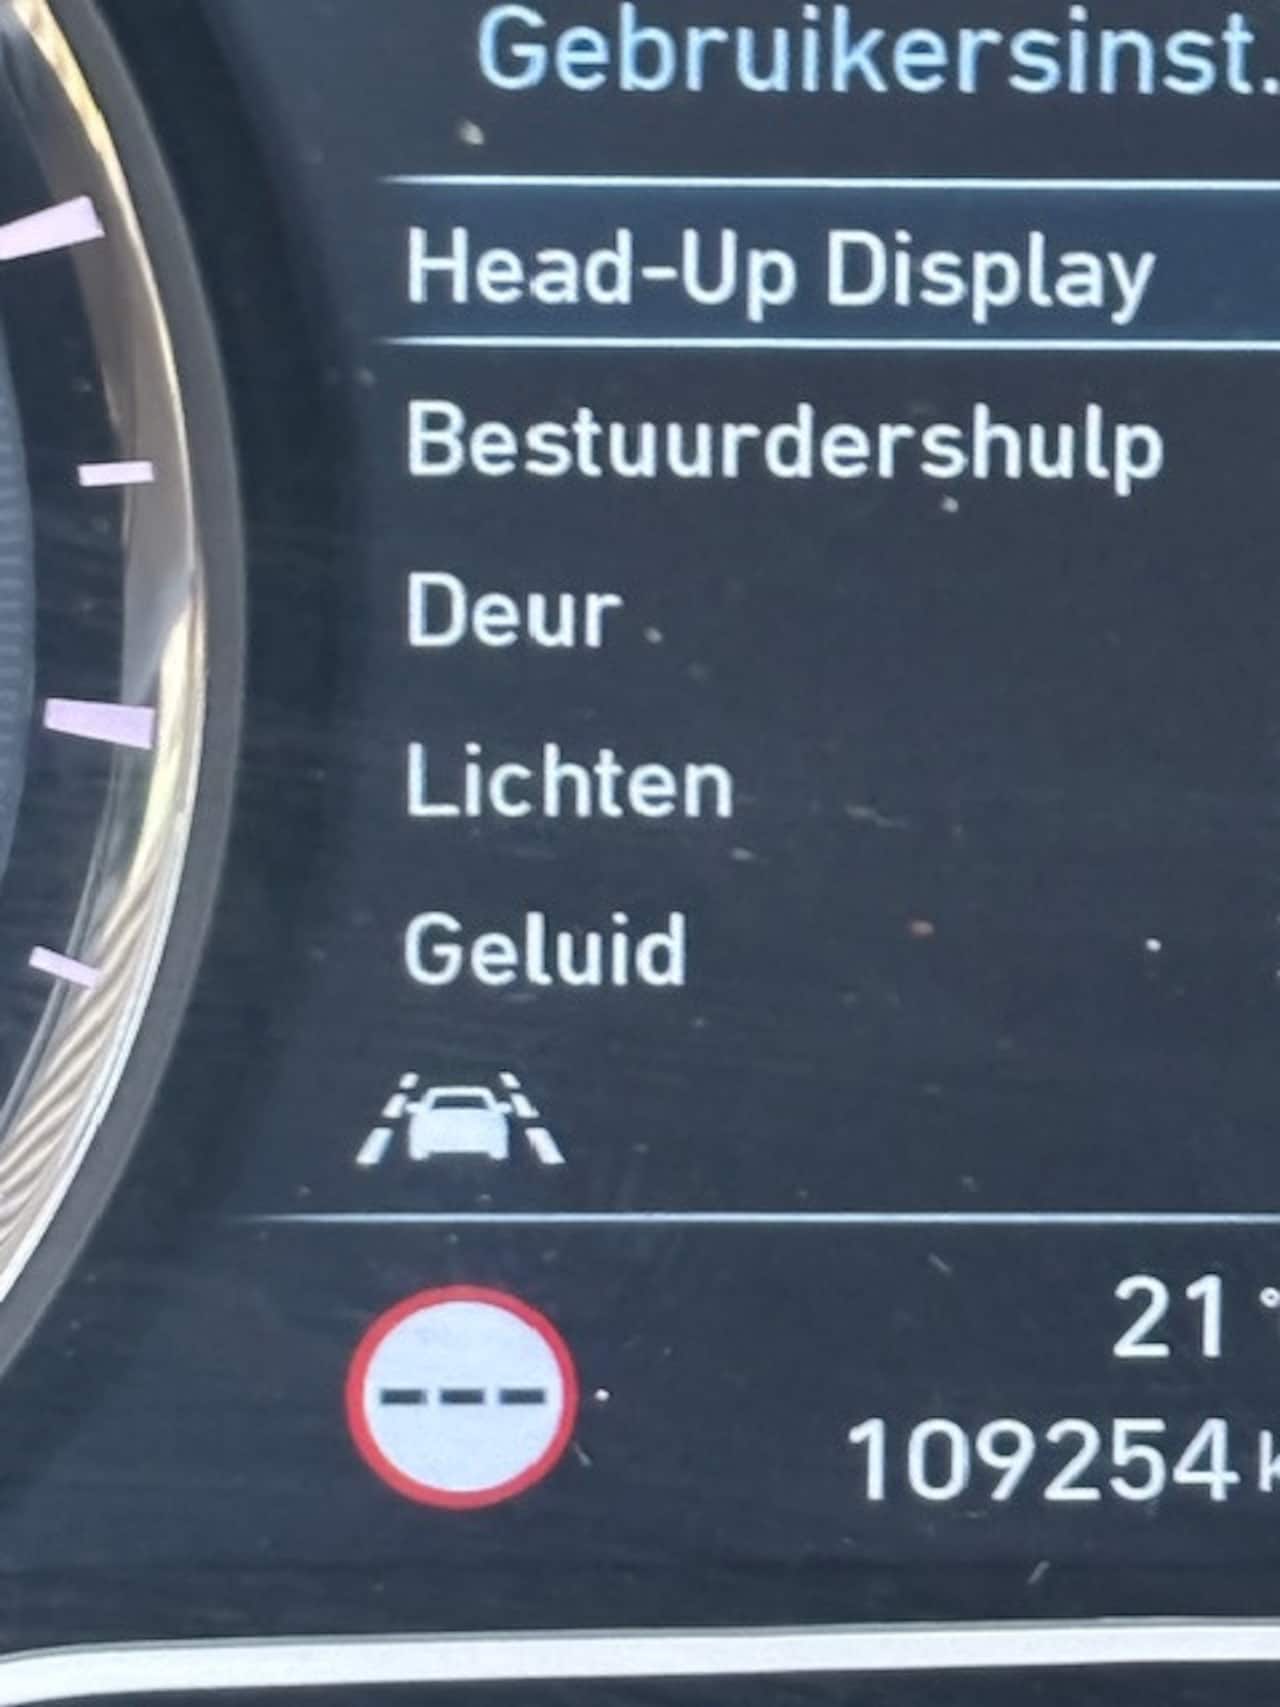 Gebruikersinst.
Head-Up Display
Bestuurdershulp
Deur
Lichten
Geluid
21 °
---
109254 k